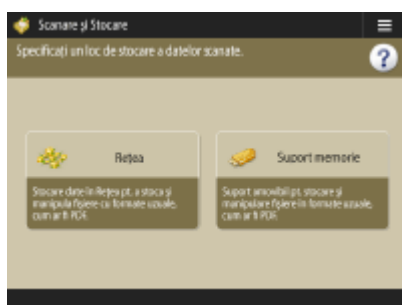 Scanare și Stocare
Specificați un loc de stocare a datelor scanate.
?
Rețea
Suport memorie
Stocare date în Rețea pt. a stoca și
manipula fișiere cu formate uzuale,
cum ar fi PDF.
Suport amovibil pt. stocare și
manipulare fișiere în formate uzuale,
cum ar fi PDF.